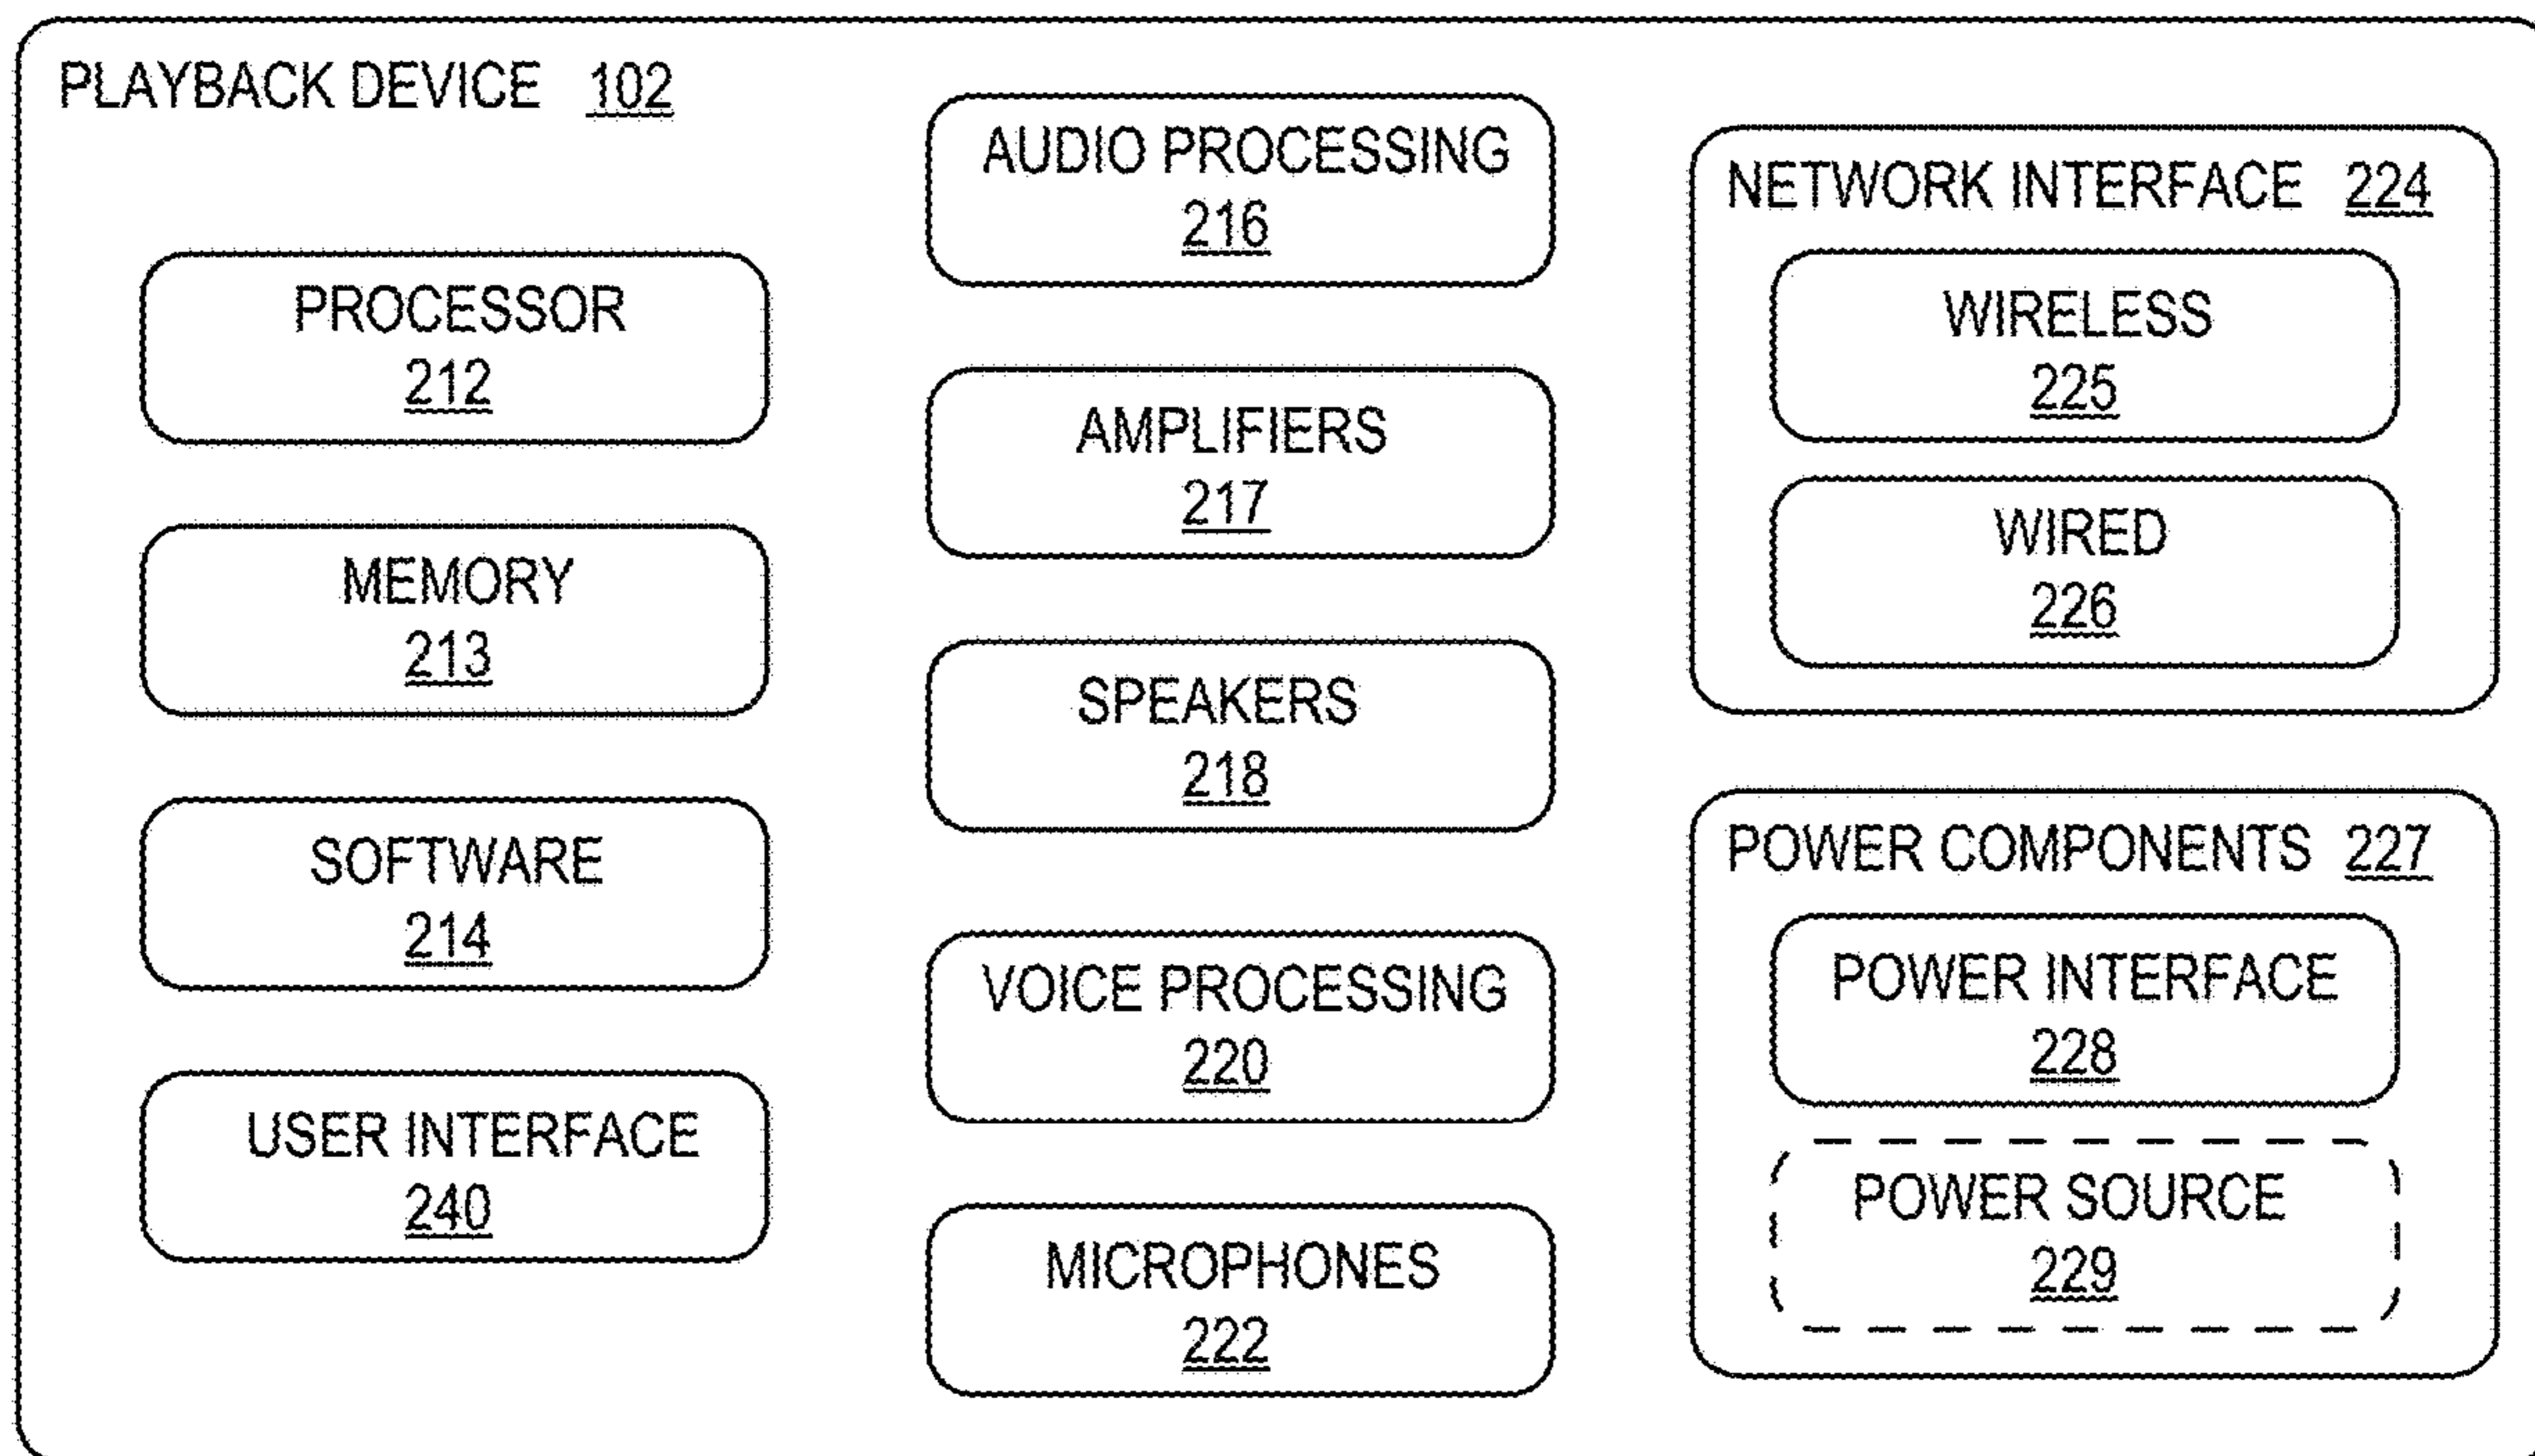 PLAYBACK DEVICE 102
PROCESSOR
212
MEMORY
213
SOFTWARE
214
USER INTERFACE
240
AUDIO PROCESSING
216
AMPLIFIERS
217
SPEAKERS
218
VOICE PROCESSING
220
MICROPHONES
222
NETWORK INTERFACE 224
WIRELESS
225
WIRED
226
POWER COMPONENTS 227
POWER INTERFACE
228
POWER SOURCE
229